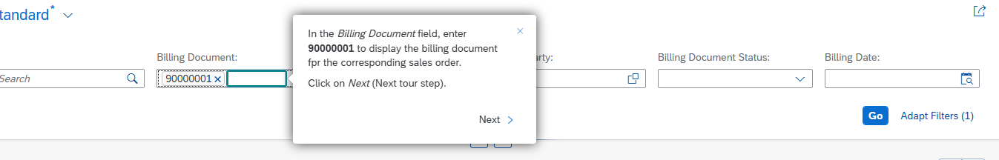 tandard*
In the Billing Document field, enter
90000001 to display the billing document
fpr the corresponding sales order.
Click on Next (Next tour step).
Next
Billing Document:
arty:
Billing Document Status:
Billing Date:
Search
90000001
Go
Adapt Filters (1)